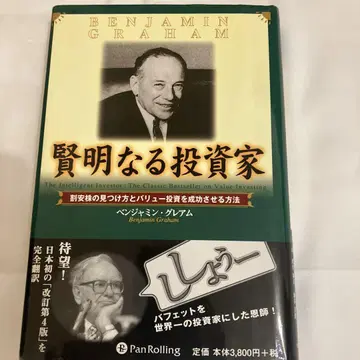 BENJAMIN
GRAHAM
賢明なる投資家
The Intelligent Investor: The Classic Bestseller on Value Investing
割安株の見つけ方とバリュー投資を成功させる方法
ベンジャミン・グレアム
Benjamin Graham
待望!
日本初の「改訂第4版」を
完全翻訳
ししょうー
バフェットを
世界一の投資家にした恩師!
PanRolling
定価 本体3,800円+税